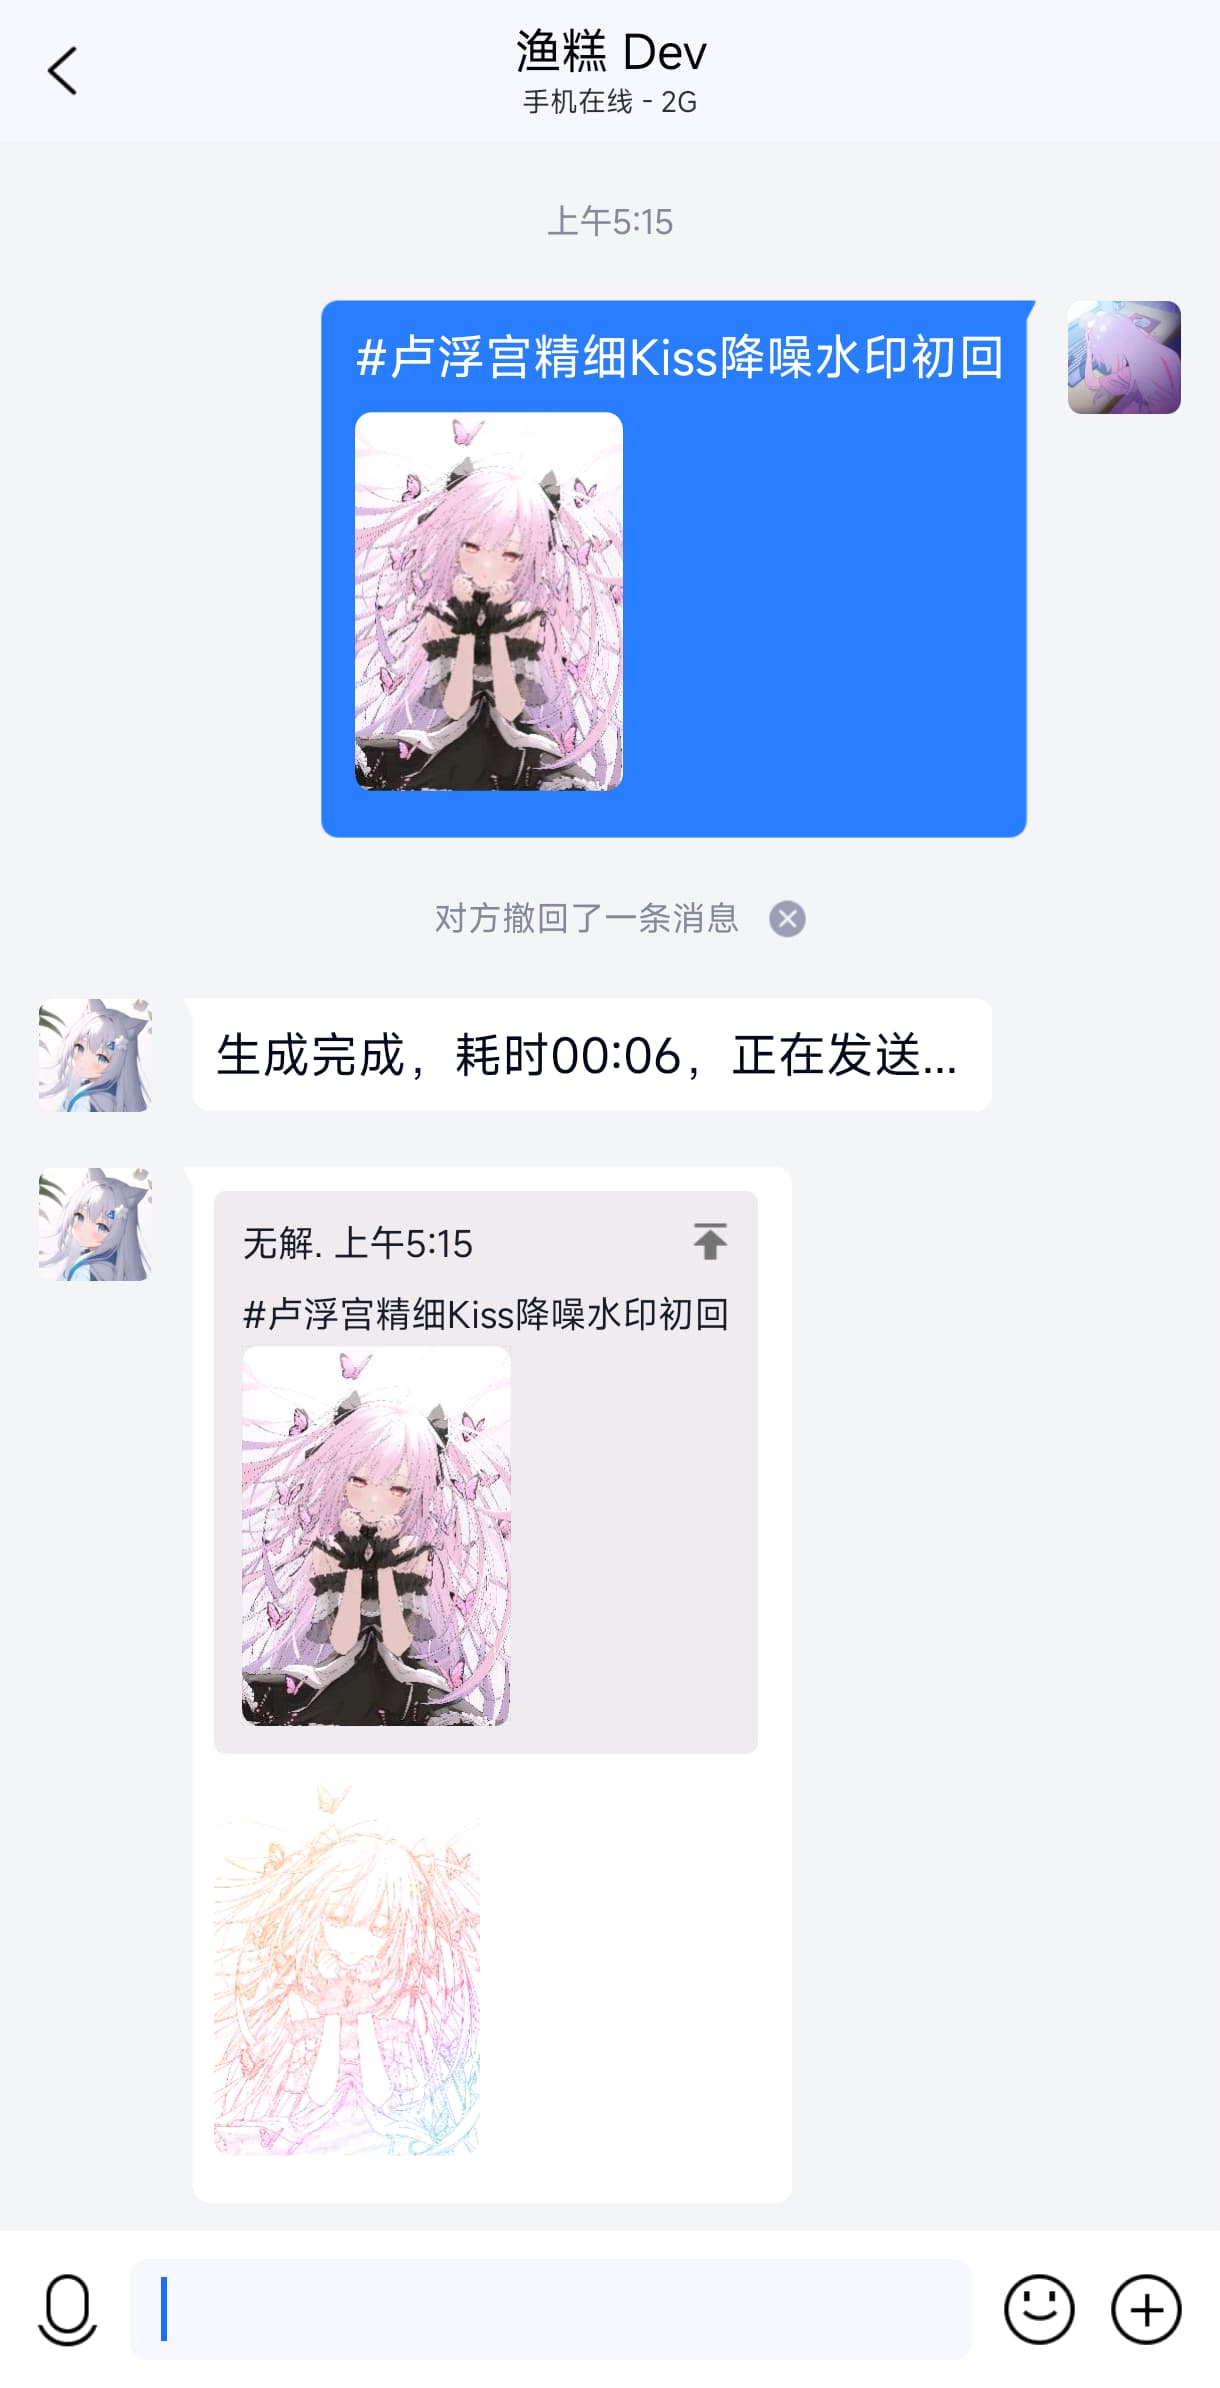 渔糕 Dev
手机在线 - 2G
上午5:15
#卢浮宫精细Kiss降噪水印初回
对方撤回了一条消息
生成完成，耗时00:06，正在发送...
无解. 上午5:15
#卢浮宫精细Kiss降噪水印初回